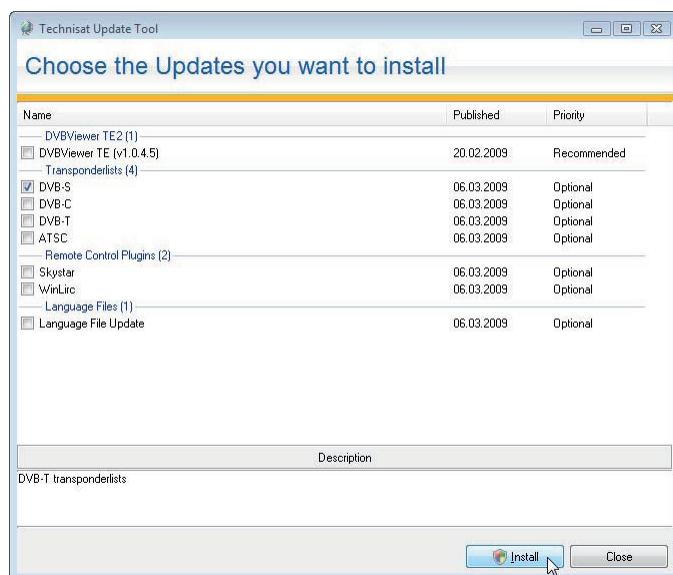 Technisat Update Tool
Choose the Updates you want to install
Name Published Priority
DVBViewer TE2 (1)
DVBViewer TE (v1.0.4.5) 20.02.2009 Recommended
Transponderlists (4)
DVB-S 06.03.2009 Optional
DVB-C 06.03.2009 Optional
DVB-T 06.03.2009 Optional
ATSC 06.03.2009 Optional
Remote Control Plugins (2)
Skystar 06.03.2009 Optional
WinLirc 06.03.2009 Optional
Language Files (1)
Language File Update 06.03.2009 Optional
Description
DVB-T transponderlists
Install Close